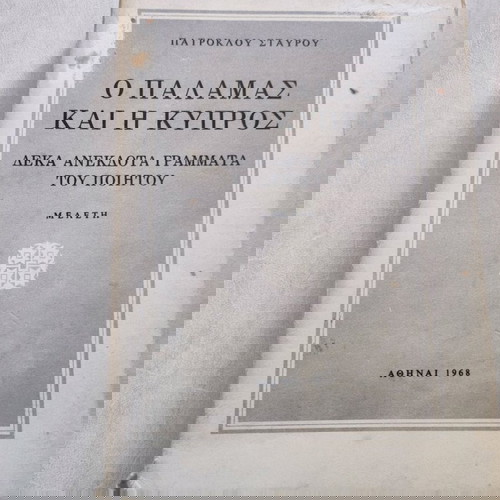 ΠΑΤΡΟΚΛΟΥ ΣΤΑΥΡΟΥ
Ο ΠΑΛΑΜΑΣ
ΚΑΙ Η ΚΥΠΡΟΣ
ΔΕΚΑ ΑΝΕΚΔΟΤΑ ΓΡΑΜΜΑΤΑ
ΤΟΥ ΠΟΙΗΤΟΥ
ΜΕΛΕΤΗ
ΑΘΗΝΑΙ 1968